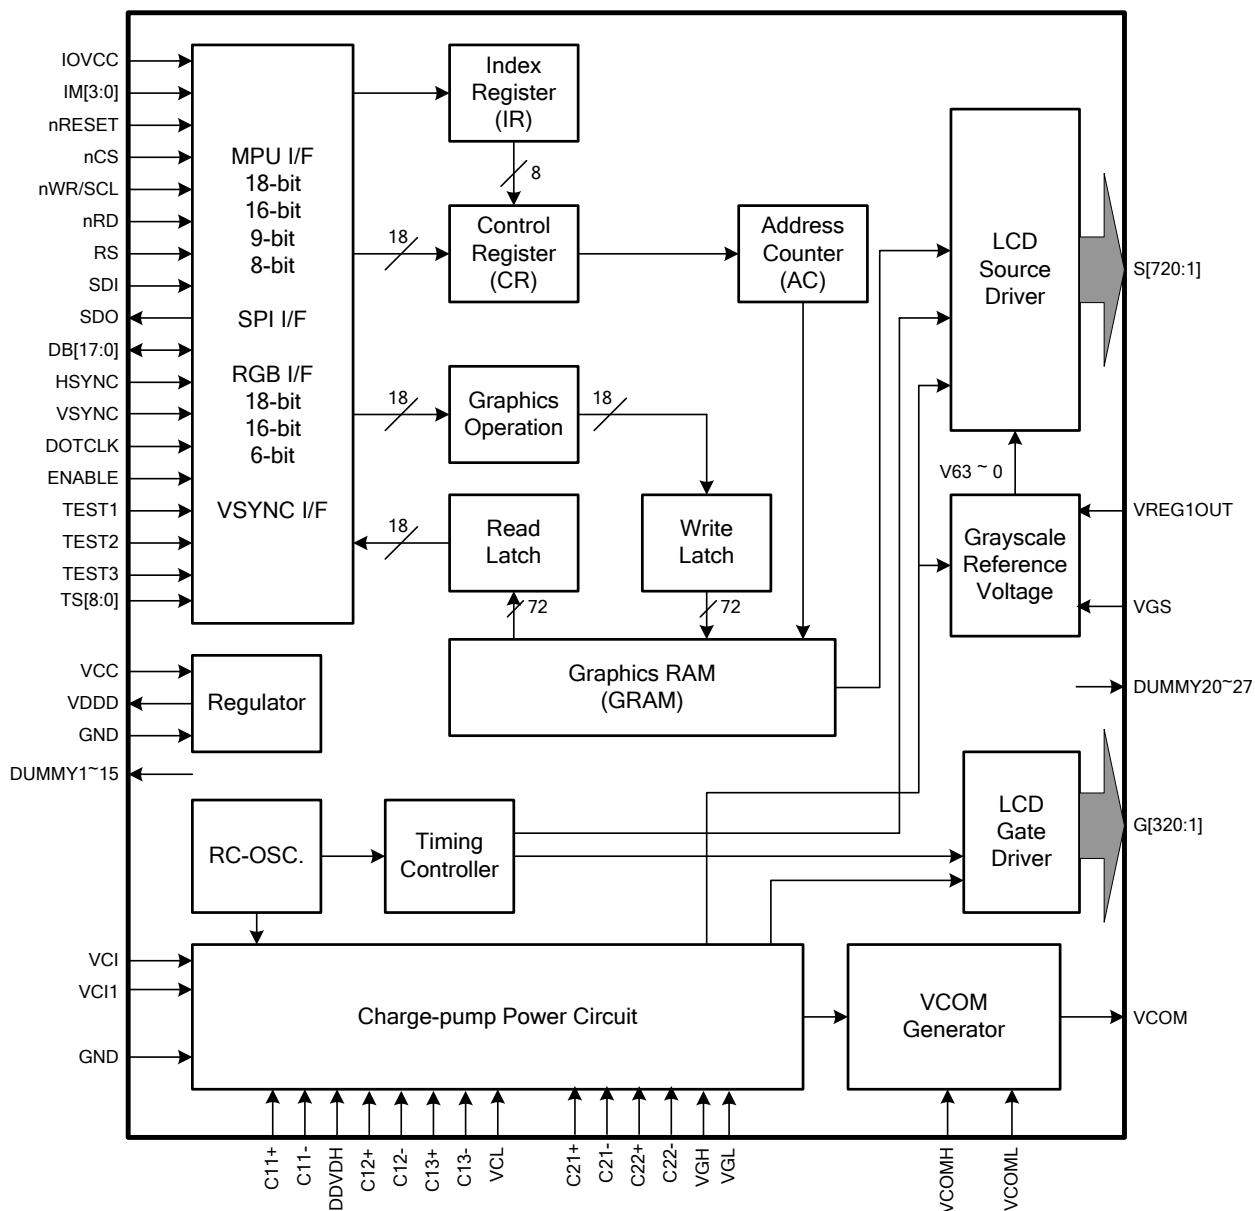 IOVCC
IM[3:0]
nRESET
nCS
nWR/SCL
nRD
RS
SDI
SDO
DB[17:0]
HSYNC
VSYNC
DOTCLK
ENABLE
TEST1
TEST2
TEST3
TS[8:0]
MPU I/F
18-bit
16-bit
9-bit
8-bit
SPI I/F
RGB I/F
18-bit
16-bit
6-bit
VSYNC I/F
Index
Register
(IR)
8
18
Control
Register
(CR)
Address
Counter
(AC)
LCD
Source
Driver
S[720:1]
18
Graphics
Operation
18
V63 ~ 0
18
Read
Latch
Write
Latch
Grayscale
Reference
Voltage
VREG1OUT
VGS
72
72
Graphics RAM
(GRAM)
VCC
VDDD
GND
Regulator
DUMMY20~27
DUMMY1~15
RC-OSC.
Timing
Controller
LCD
Gate
Driver
G[320:1]
VCI
VCI1
GND
Charge-pump Power Circuit
VCOM
Generator
VCOM
C11+
C11-
DDVDH
C12+
C12-
C13+
C13-
VCL
C21+
C21-
C22+
C22-
VGH
VGL
VCOMH
VCOML